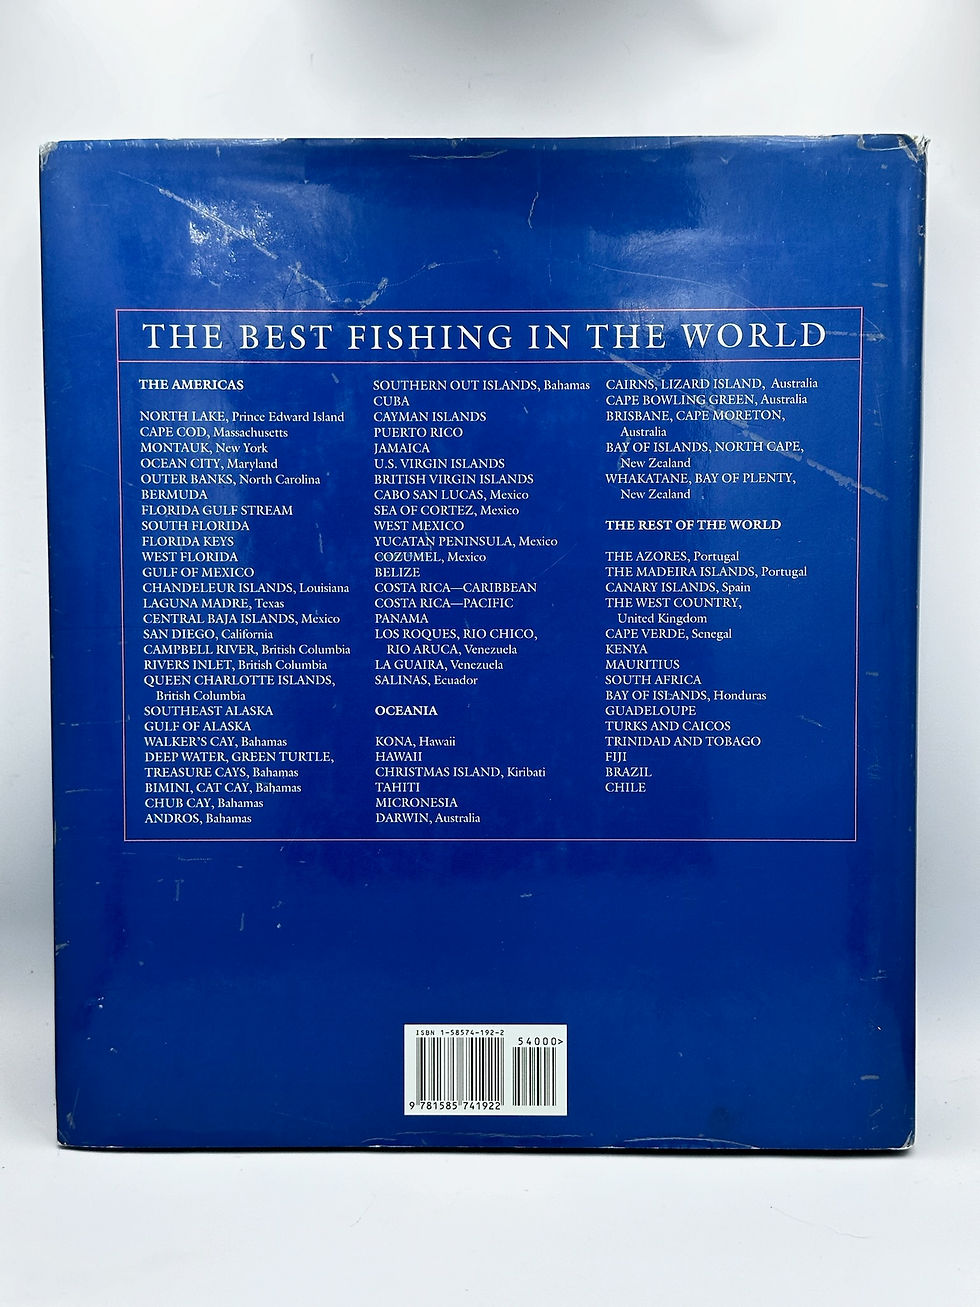 THE BEST FISHING IN THE WORLD
THE AMERICAS
NORTH LAKE, Prince Edward Island
CAPE COD, Massachusetts
MONTAUK, New York
OCEAN CITY, Maryland
OUTER BANKS, North Carolina
BERMUDA
FLORIDA GULF STREAM
SOUTH FLORIDA
FLORIDA KEYS
WEST FLORIDA
GULF OF MEXICO
CHANDELEUR ISLANDS, Louisiana
LAGUNA MADRE, Texas
CENTRAL BAJA ISLANDS, Mexico
SAN DIEGO, California
CAMPBELL RIVER, British Columbia
RIVERS INLET, British Columbia
QUEEN CHARLOTTE ISLANDS,
British Columbia
SOUTHEAST ALASKA
GULF OF ALASKA
WALKER'S CAY, Bahamas
DEEP WATER, GREEN TURTLE,
TREASURE CAYS, Bahamas
BIMINI, CAT CAY, Bahamas
CHUB CAY, Bahamas
ANDROS, Bahamas
SOUTHERN OUT ISLANDS, Bahamas
CUBA
CAYMAN ISLANDS
PUERTO RICO
JAMAICA
U.S. VIRGIN ISLANDS
BRITISH VIRGIN ISLANDS
CABO SAN LUCAS, Mexico
SEA OF CORTEZ, Mexico
WEST MEXICO
YUCATAN PENINSULA, Mexico
COZUMEL, Mexico
BELIZE
COSTA RICA—CARIBBEAN
COSTA RICA—PACIFIC
PANAMA
LOS ROQUES, RIO CHICO,
RIO ARUCA, Venezuela
LA GUAIRA, Venezuela
SALINAS, Ecuador
OCEANIA
KONA, Hawaii
HAWAII
CHRISTMAS ISLAND, Kiribati
TAHITI
MICRONESIA
DARWIN, Australia
CAIRNS, LIZARD ISLAND, Australia
CAPE BOWLING GREEN, Australia
BRISBANE, CAPE MORETON,
Australia
BAY OF ISLANDS, NORTH CAPE,
New Zealand
WHAKATANE, BAY OF PLENTY,
New Zealand
THE REST OF THE WORLD
THE AZORES, Portugal
THE MADEIRA ISLANDS, Portugal
CANARY ISLANDS, Spain
THE WEST COUNTRY,
United Kingdom
CAPE VERDE, Senegal
KENYA
MAURITIUS
SOUTH AFRICA
BAY OF ISLANDS, Honduras
GUADELOUPE
TURKS AND CAICOS
TRINIDAD AND TOBAGO
FIJI
BRAZIL
CHILE
ISBN 1-58574-192-2
54000>
9 781585 741922